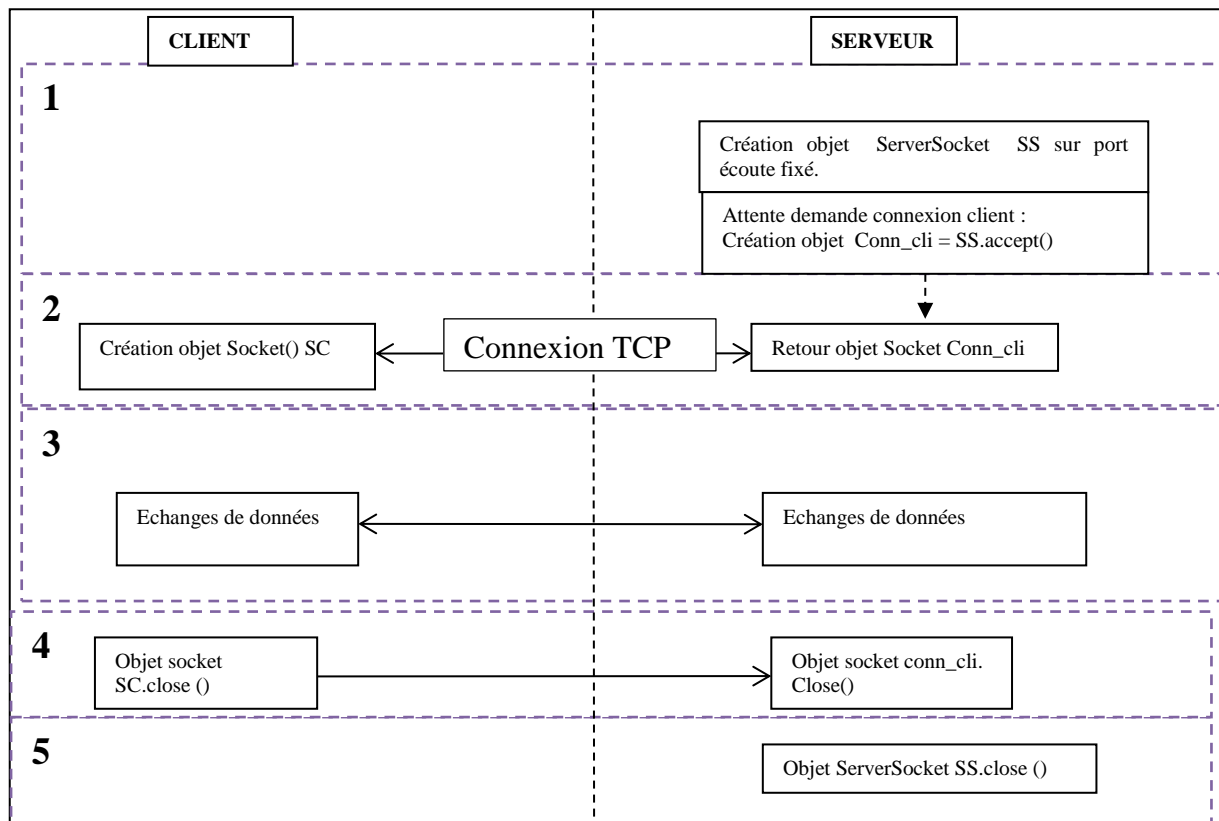 CLIENT
SERVEUR
1
Création objet ServerSocket SS sur port
écoute fixé.
Attente demande connexion client :
Création objet Conn_cli = SS.accept()
2
Création objet Socket() SC
Connexion TCP
Retour objet Socket Conn_cli
3
Echanges de données
Echanges de données
4
Objet socket
SC.close ()
Objet socket conn_cli.
Close()
5
Objet ServerSocket SS.close ()